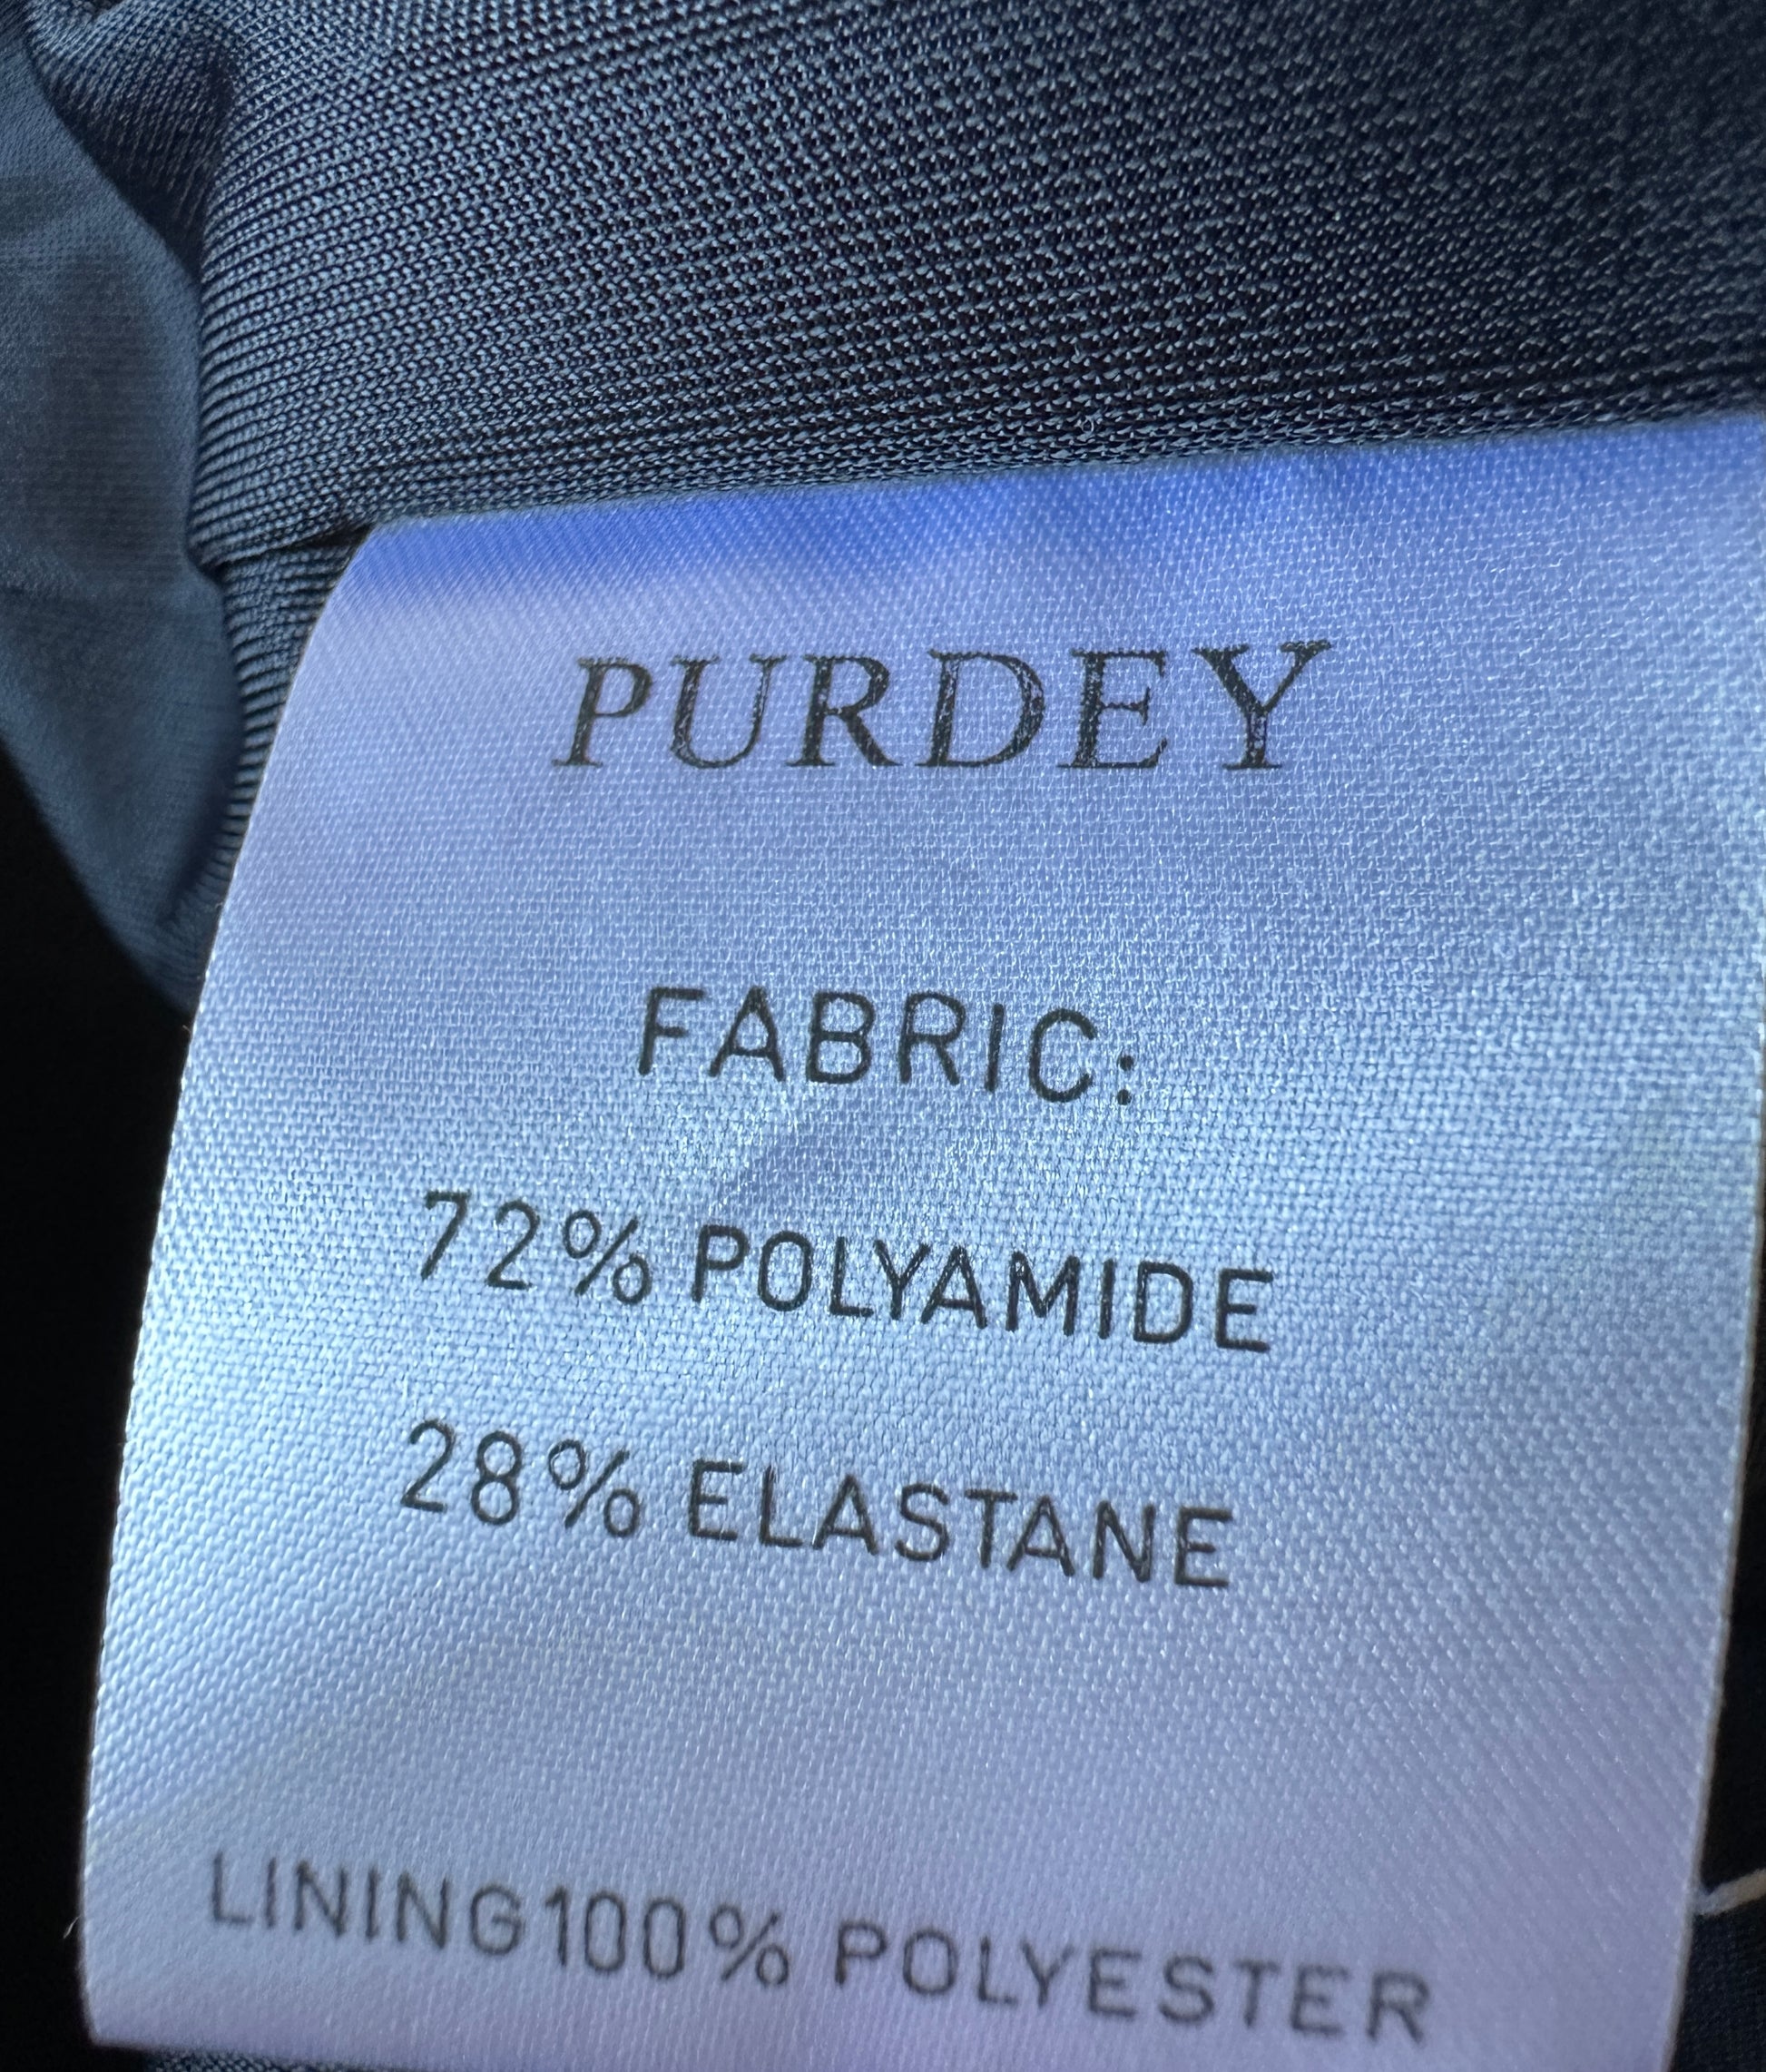 PURDEY
FABRIC:
72% POLYAMIDE
28% ELASTANE
LINING100% POLYESTER